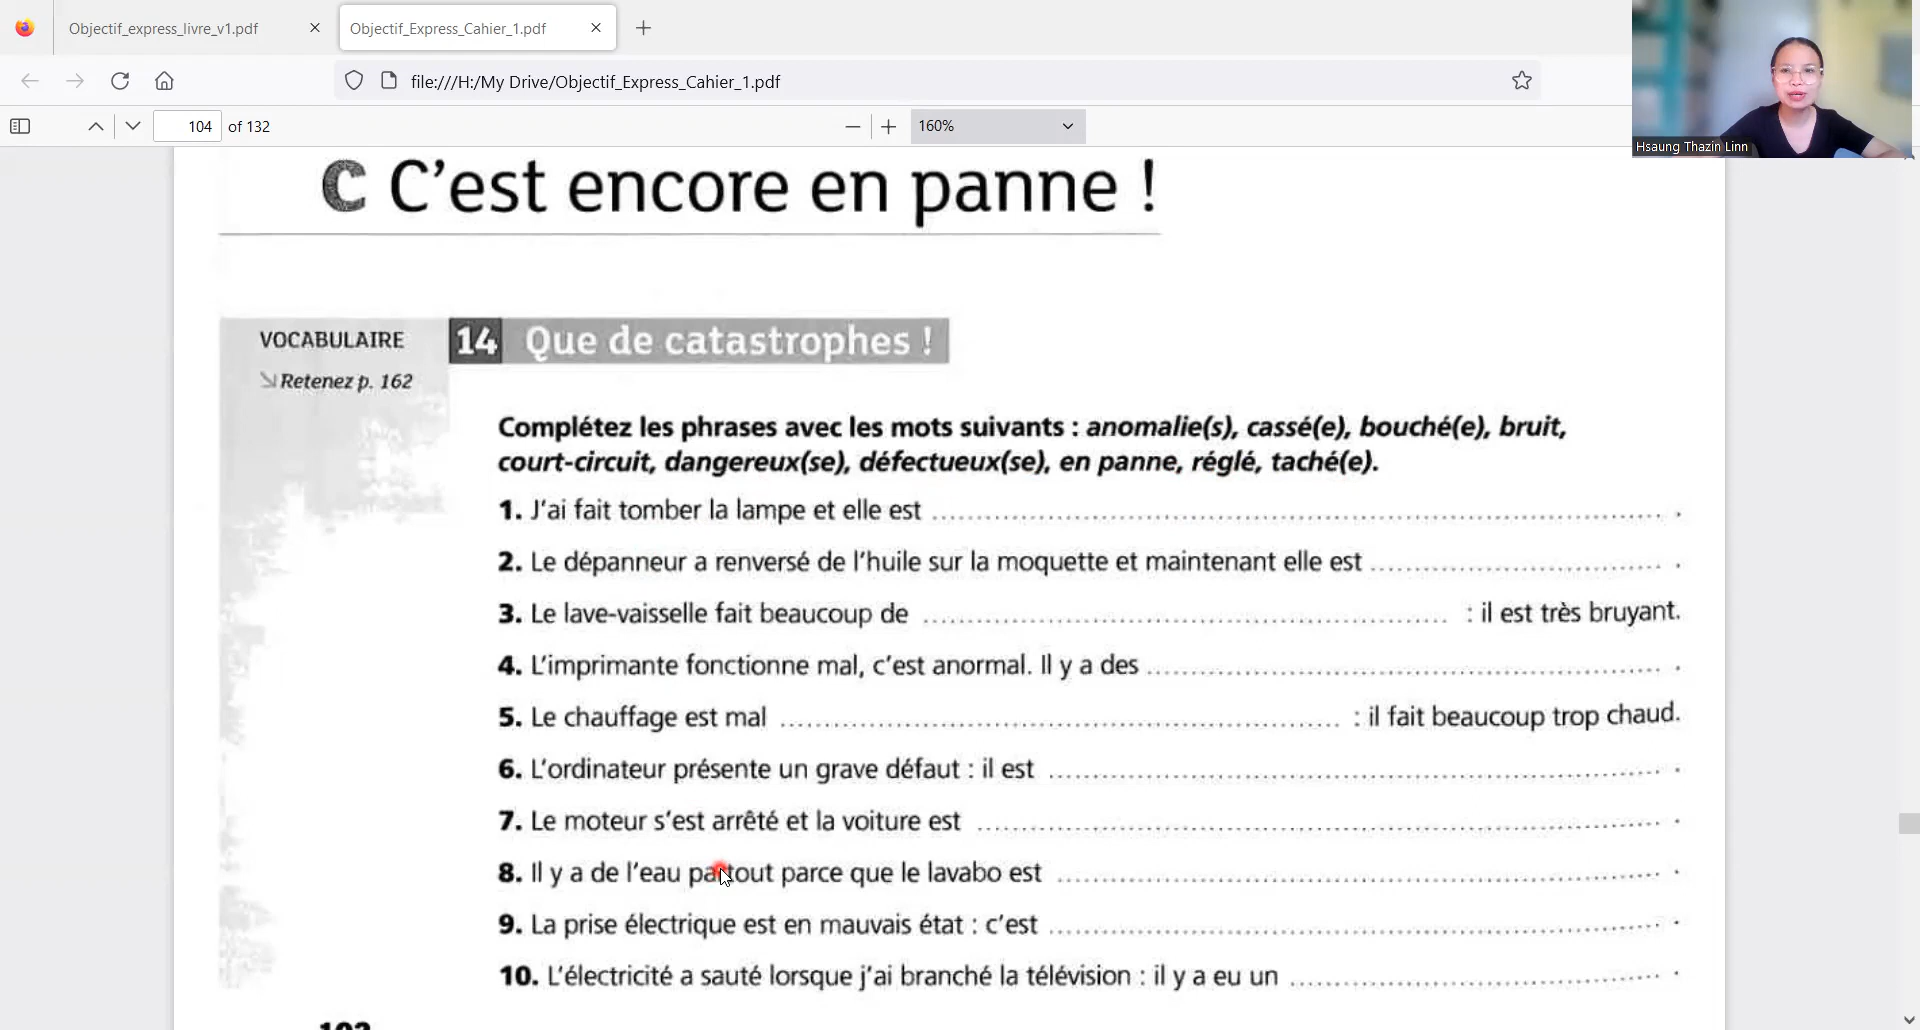 Objectif_express_livre_v1.pdf
Objectif_Express_Cahier_1.pdf
file:///H:/My Drive/Objectif_Express_Cahier_1.pdf
104 of 132
160%
Hsaung Thazin Linn
C C'est encore en panne !
VOCABULAIRE
Retenez p. 162
14 Que de catastrophes !
Complétez les phrases avec les mots suivants : anomalie(s), cassé(e), bouché(e), bruit,
court-circuit, dangereux(se), défectueux(se), en panne, réglé, taché(e).
1. J'ai fait tomber la lampe et elle est .................... .
2. Le dépanneur a renversé de l'huile sur la moquette et maintenant elle est .................... .
3. Le lave-vaisselle fait beaucoup de .................... : il est très bruyant.
4. L'imprimante fonctionne mal, c'est anormal. Il y a des .................... .
5. Le chauffage est mal .................... : il fait beaucoup trop chaud.
6. L'ordinateur présente un grave défaut : il est .................... .
7. Le moteur s'est arrêté et la voiture est .................... .
8. Il y a de l'eau partout parce que le lavabo est .................... .
9. La prise électrique est en mauvais état : c'est .................... .
10. L'électricité a sauté lorsque j'ai branché la télévision : il y a eu un .................... .